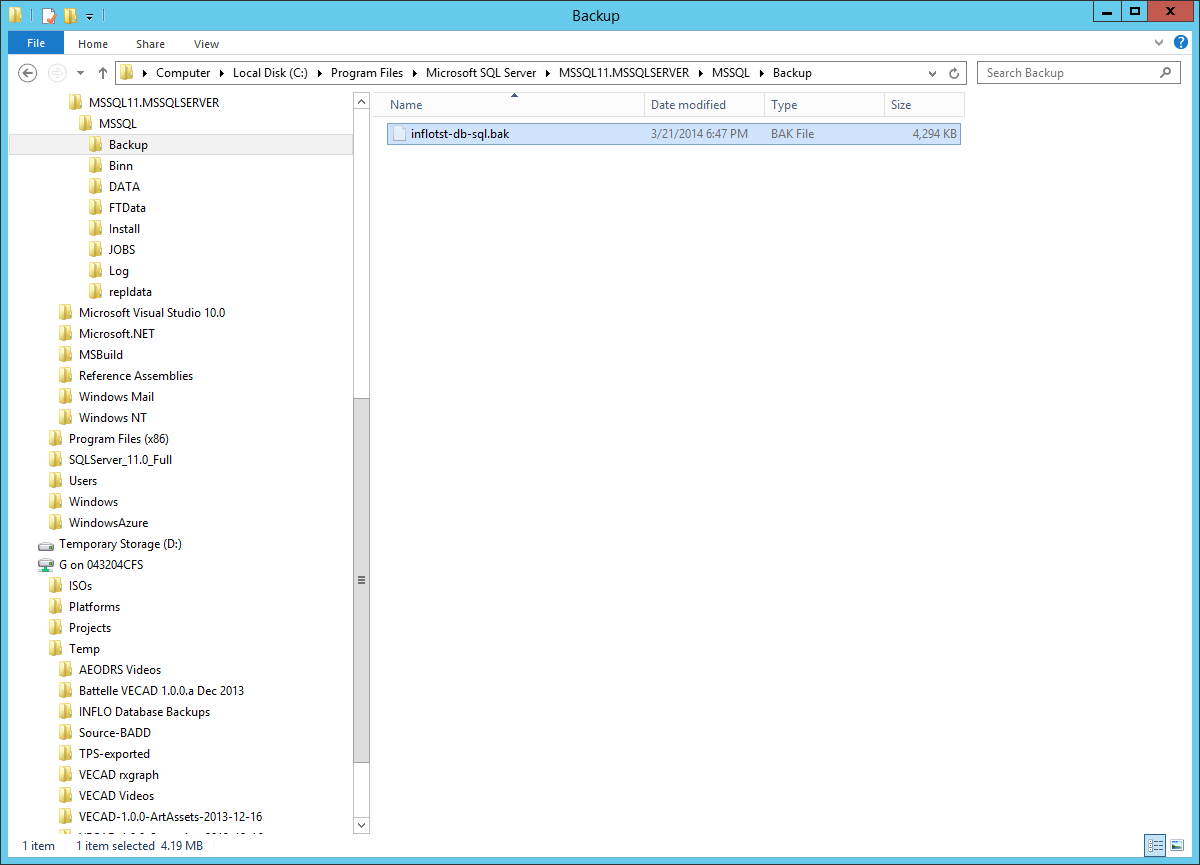 Backup
File Home Share View
Computer Local Disk (C:) Program Files Microsoft SQL Server MSSQL11.MSSQLSERVER MSSQL Backup
Search Backup
MSSQL11.MSSQLSERVER
MSSQL
Backup
Binn
DATA
FTData
Install
JOBS
Log
repldata
Microsoft Visual Studio 10.0
Microsoft.NET
MSBuild
Reference Assemblies
Windows Mail
Windows NT
Program Files (x86)
SQLServer_11.0_Full
Users
Windows
WindowsAzure
Temporary Storage (D:)
G on 043204CFS
ISOs
Platforms
Projects
Temp
AEODRS Videos
Battelle VECAD 1.0.0.a Dec 2013
INFLO Database Backups
Source-BADD
TPS-exported
VECAD rxgraph
VECAD Videos
VECAD-1.0.0-ArtAssets-2013-12-16
Name Date modified Type Size
inflotst-db-sql.bak 3/21/2014 6:47 PM BAK File 4,294 KB
1 item 1 item selected 4.19 MB